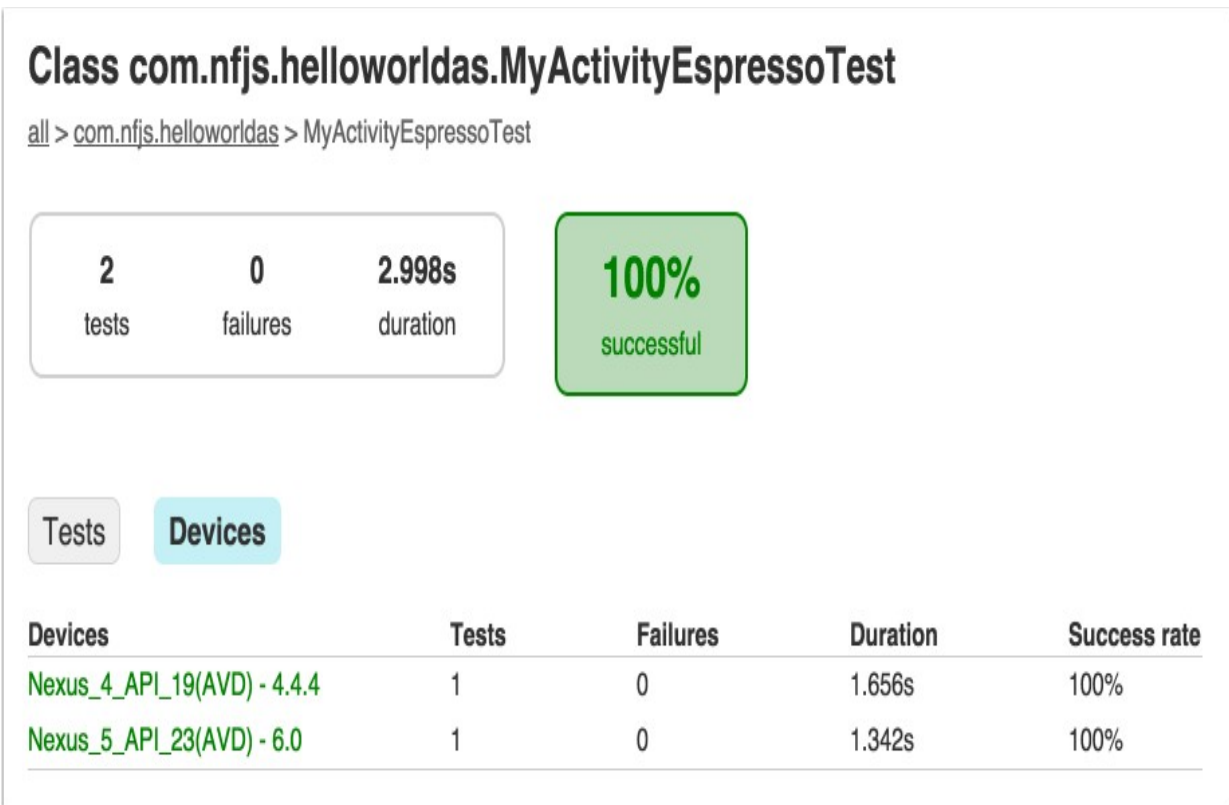 Class com.nfjs.helloworldas.MyActivityEspressoTest
all > com.nfjs.helloworldas > MyActivityEspressoTest
2 0 2.998s
tests failures duration
100%
successful
Tests Devices
Devices Tests Failures Duration Success rate
Nexus_4_API_19(AVD) - 4.4.4 1 0 1.656s 100%
Nexus_5_API_23(AVD) - 6.0 1 0 1.342s 100%